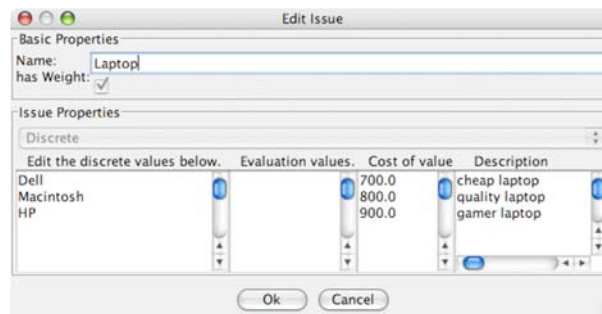 Edit Issue
Basic Properties
Name: Laptop
has Weight:
Issue Properties
Discrete
Edit the discrete values below. Evaluation values. Cost of value Description
Dell 700.0 cheap laptop
Macintosh 800.0 quality laptop
HP 900.0 gamer laptop
Ok Cancel